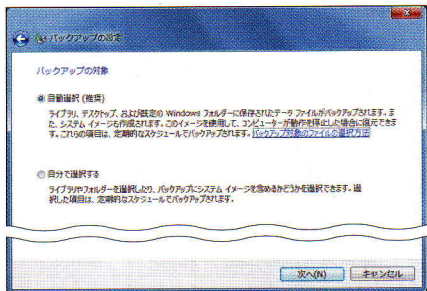 バックアップの設定
バックアップの対象
自動選択 (推奨)
ライブラリ、デスクトップ、および既定の Windows フォルダーに保存されたデータ ファイルがバックアップされます。ま
た、システム イメージも作成されます。このイメージを使用して、コンピューターが動作を停止した場合に復元できま
す。これらの項目は、定期的なスケジュールでバックアップされます。バックアップ対象のファイルの選択方法
自分で選択する
ライブラリやフォルダーを選択したり、バックアップにシステム イメージを含めるかどうかを選択できます。選
択した項目は、定期的なスケジュールでバックアップされます。
次へ(N)
キャンセル